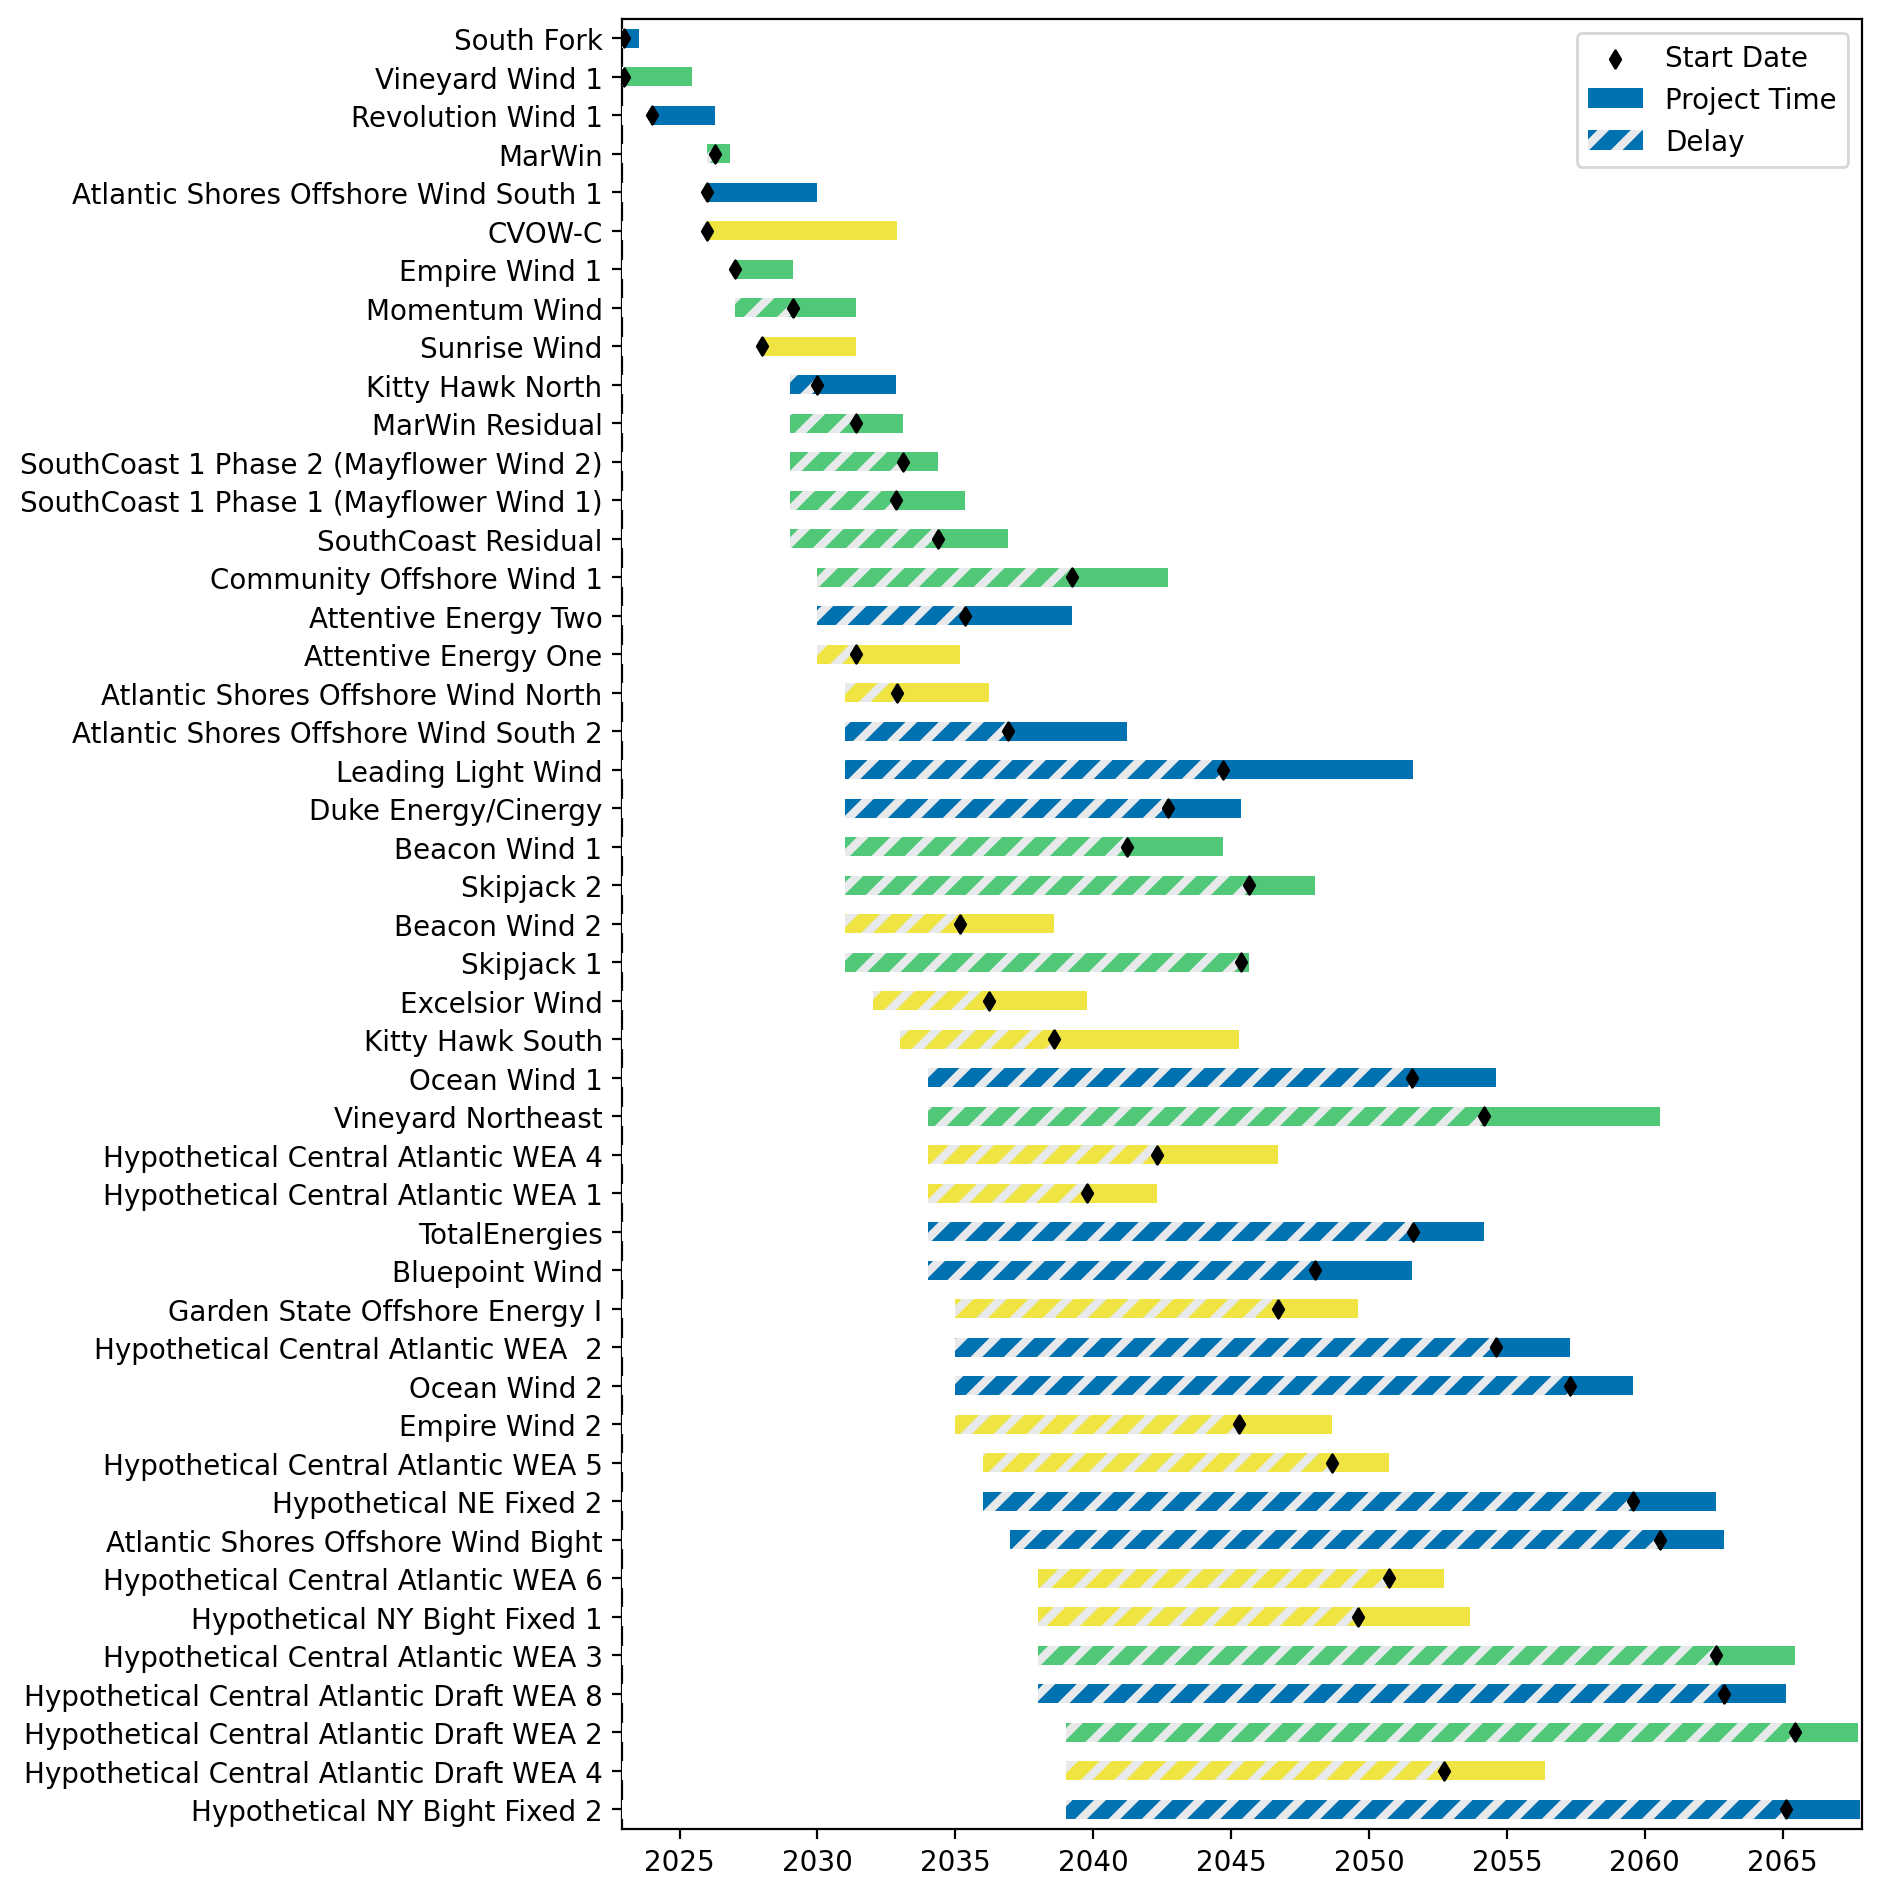 South Fork
Vineyard Wind 1
Revolution Wind 1
MarWin
Atlantic Shores Offshore Wind South 1
CVOW-C
Empire Wind 1
Momentum Wind
Sunrise Wind
Kitty Hawk North
MarWin Residual
SouthCoast 1 Phase 2 (Mayflower Wind 2)
SouthCoast 1 Phase 1 (Mayflower Wind 1)
SouthCoast Residual
Community Offshore Wind 1
Attentive Energy Two
Attentive Energy One
Atlantic Shores Offshore Wind North
Atlantic Shores Offshore Wind South 2
Leading Light Wind
Duke Energy/Cinergy
Beacon Wind 1
Skipjack 2
Beacon Wind 2
Skipjack 1
Excelsior Wind
Kitty Hawk South
Ocean Wind 1
Vineyard Northeast
Hypothetical Central Atlantic WEA 4
Hypothetical Central Atlantic WEA 1
TotalEnergies
Bluepoint Wind
Garden State Offshore Energy I
Hypothetical Central Atlantic WEA  2
Ocean Wind 2
Empire Wind 2
Hypothetical Central Atlantic WEA 5
Hypothetical NE Fixed 2
Atlantic Shores Offshore Wind Bight
Hypothetical Central Atlantic WEA 6
Hypothetical NY Bight Fixed 1
Hypothetical Central Atlantic WEA 3
Hypothetical Central Atlantic Draft WEA 8
Hypothetical Central Atlantic Draft WEA 2
Hypothetical Central Atlantic Draft WEA 4
Hypothetical NY Bight Fixed 2
Start Date
Project Time
Delay
2025 2030 2035 2040 2045 2050 2055 2060 2065